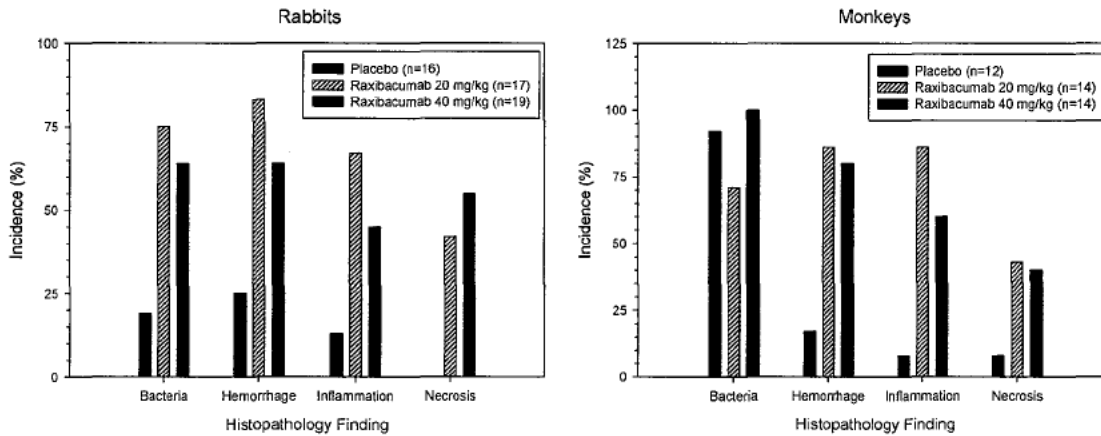 Rabbits
100
75
50
25
0
Incidence (%)
Placebo (n=16)
Raxibacumab 20 mg/kg (n=17)
Raxibacumab 40 mg/kg (n=19)
Bacteria Hemorrhage Inflammation Necrosis
Histopathology Finding
Monkeys
125
100
75
50
25
0
Incidence (%)
Placebo (n=12)
Raxibacumab 20 mg/kg (n=14)
Raxibacumab 40 mg/kg (n=14)
Bacteria Hemorrhage Inflammation Necrosis
Histopathology Finding